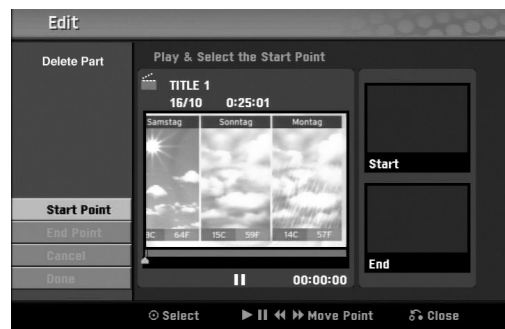 Edit
Delete Part
Play & Select the Start Point
TITLE 1
16/10 0:25:01
Samstag Sonntag Montag
64F 15C 59F 14C 57F
Start
Start Point
End Point
Cancel
Done
End
00:00:00
Select Move Point Close